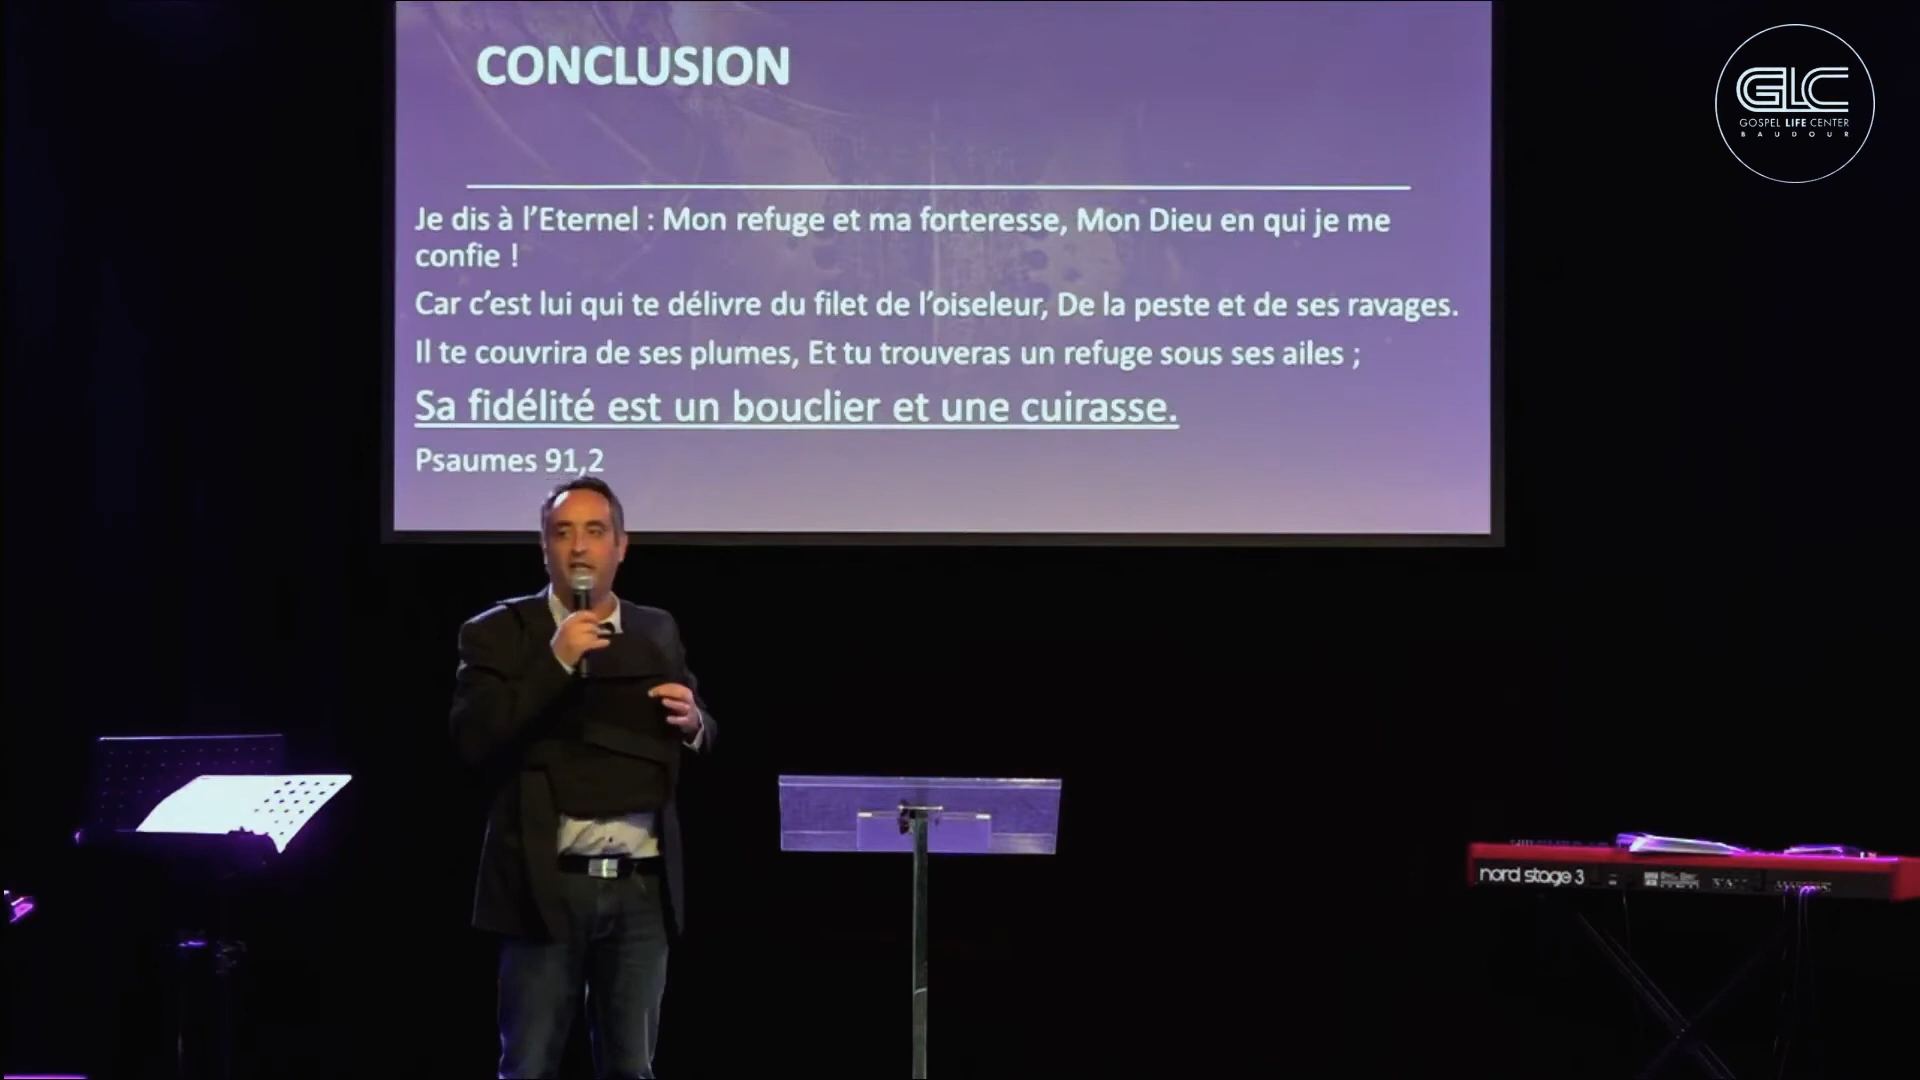 CONCLUSION
GLC
GOSPEL LIFE CENTER
BAUDOUR
Je dis à l’Eternel : Mon refuge et ma forteresse, Mon Dieu en qui je me
confie !
Car c’est lui qui te délivre du filet de l’oiseleur, De la peste et de ses ravages.
Il te couvrira de ses plumes, Et tu trouveras un refuge sous ses ailes ;
Sa fidélité est un bouclier et une cuirasse.
Psaumes 91,2
nord stage 3